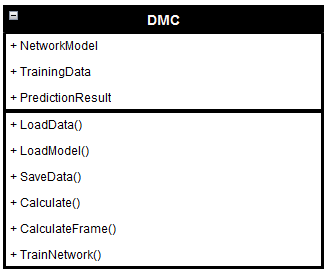 DMC
+ NetworkModel
+ TrainingData
+ PredictionResult
+ LoadData()
+ LoadModel()
+ SaveData()
+ Calculate()
+ CalculateFrame()
+ TrainNetwork()